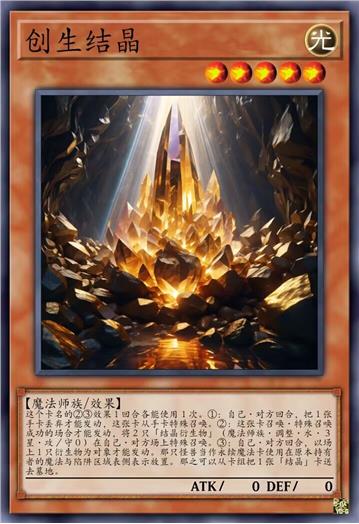 创生结晶
光
【魔法师族/效果】
这个卡名的②③效果1回合各能使用1次。①：自己·对方回合，把1张
手卡丢弃才能发动，这张卡从手卡特殊召唤。②：这张卡召唤·特殊召唤
成功的场合才能发动，将2只「结晶衍生物」（魔法师族·调整·水·3
星·攻/守0）在自己·对方场上特殊召唤。③：自己·对方回合，以场
上1只衍生物为对象才能发动。那只怪兽当作永续魔法卡使用在原本持有
者的魔法与陷阱区域表侧表示放置。那之可以从卡组把1张「结晶」卡送
去墓地。
ATK/ 0 DEF/ 0